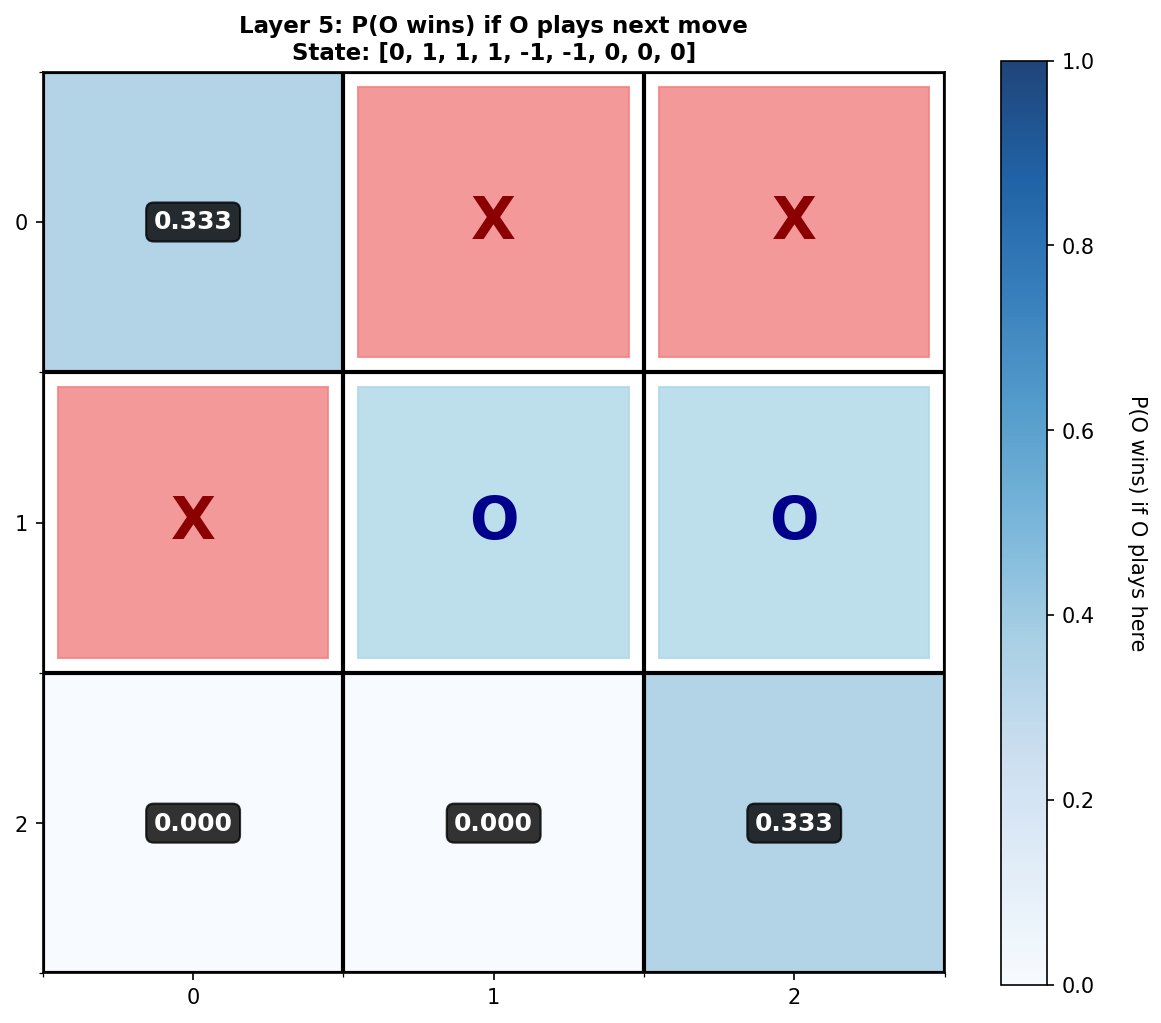 Layer 5: P(O wins) if O plays next move
State: [0, 1, 1, 1, -1, -1, 0, 0, 0]
0.333
X
X
X
O
O
0.000
0.000
0.333
0
1
2
0
1
2
1.0
0.8
0.6
0.4
0.2
0.0
P(O wins) if O plays here